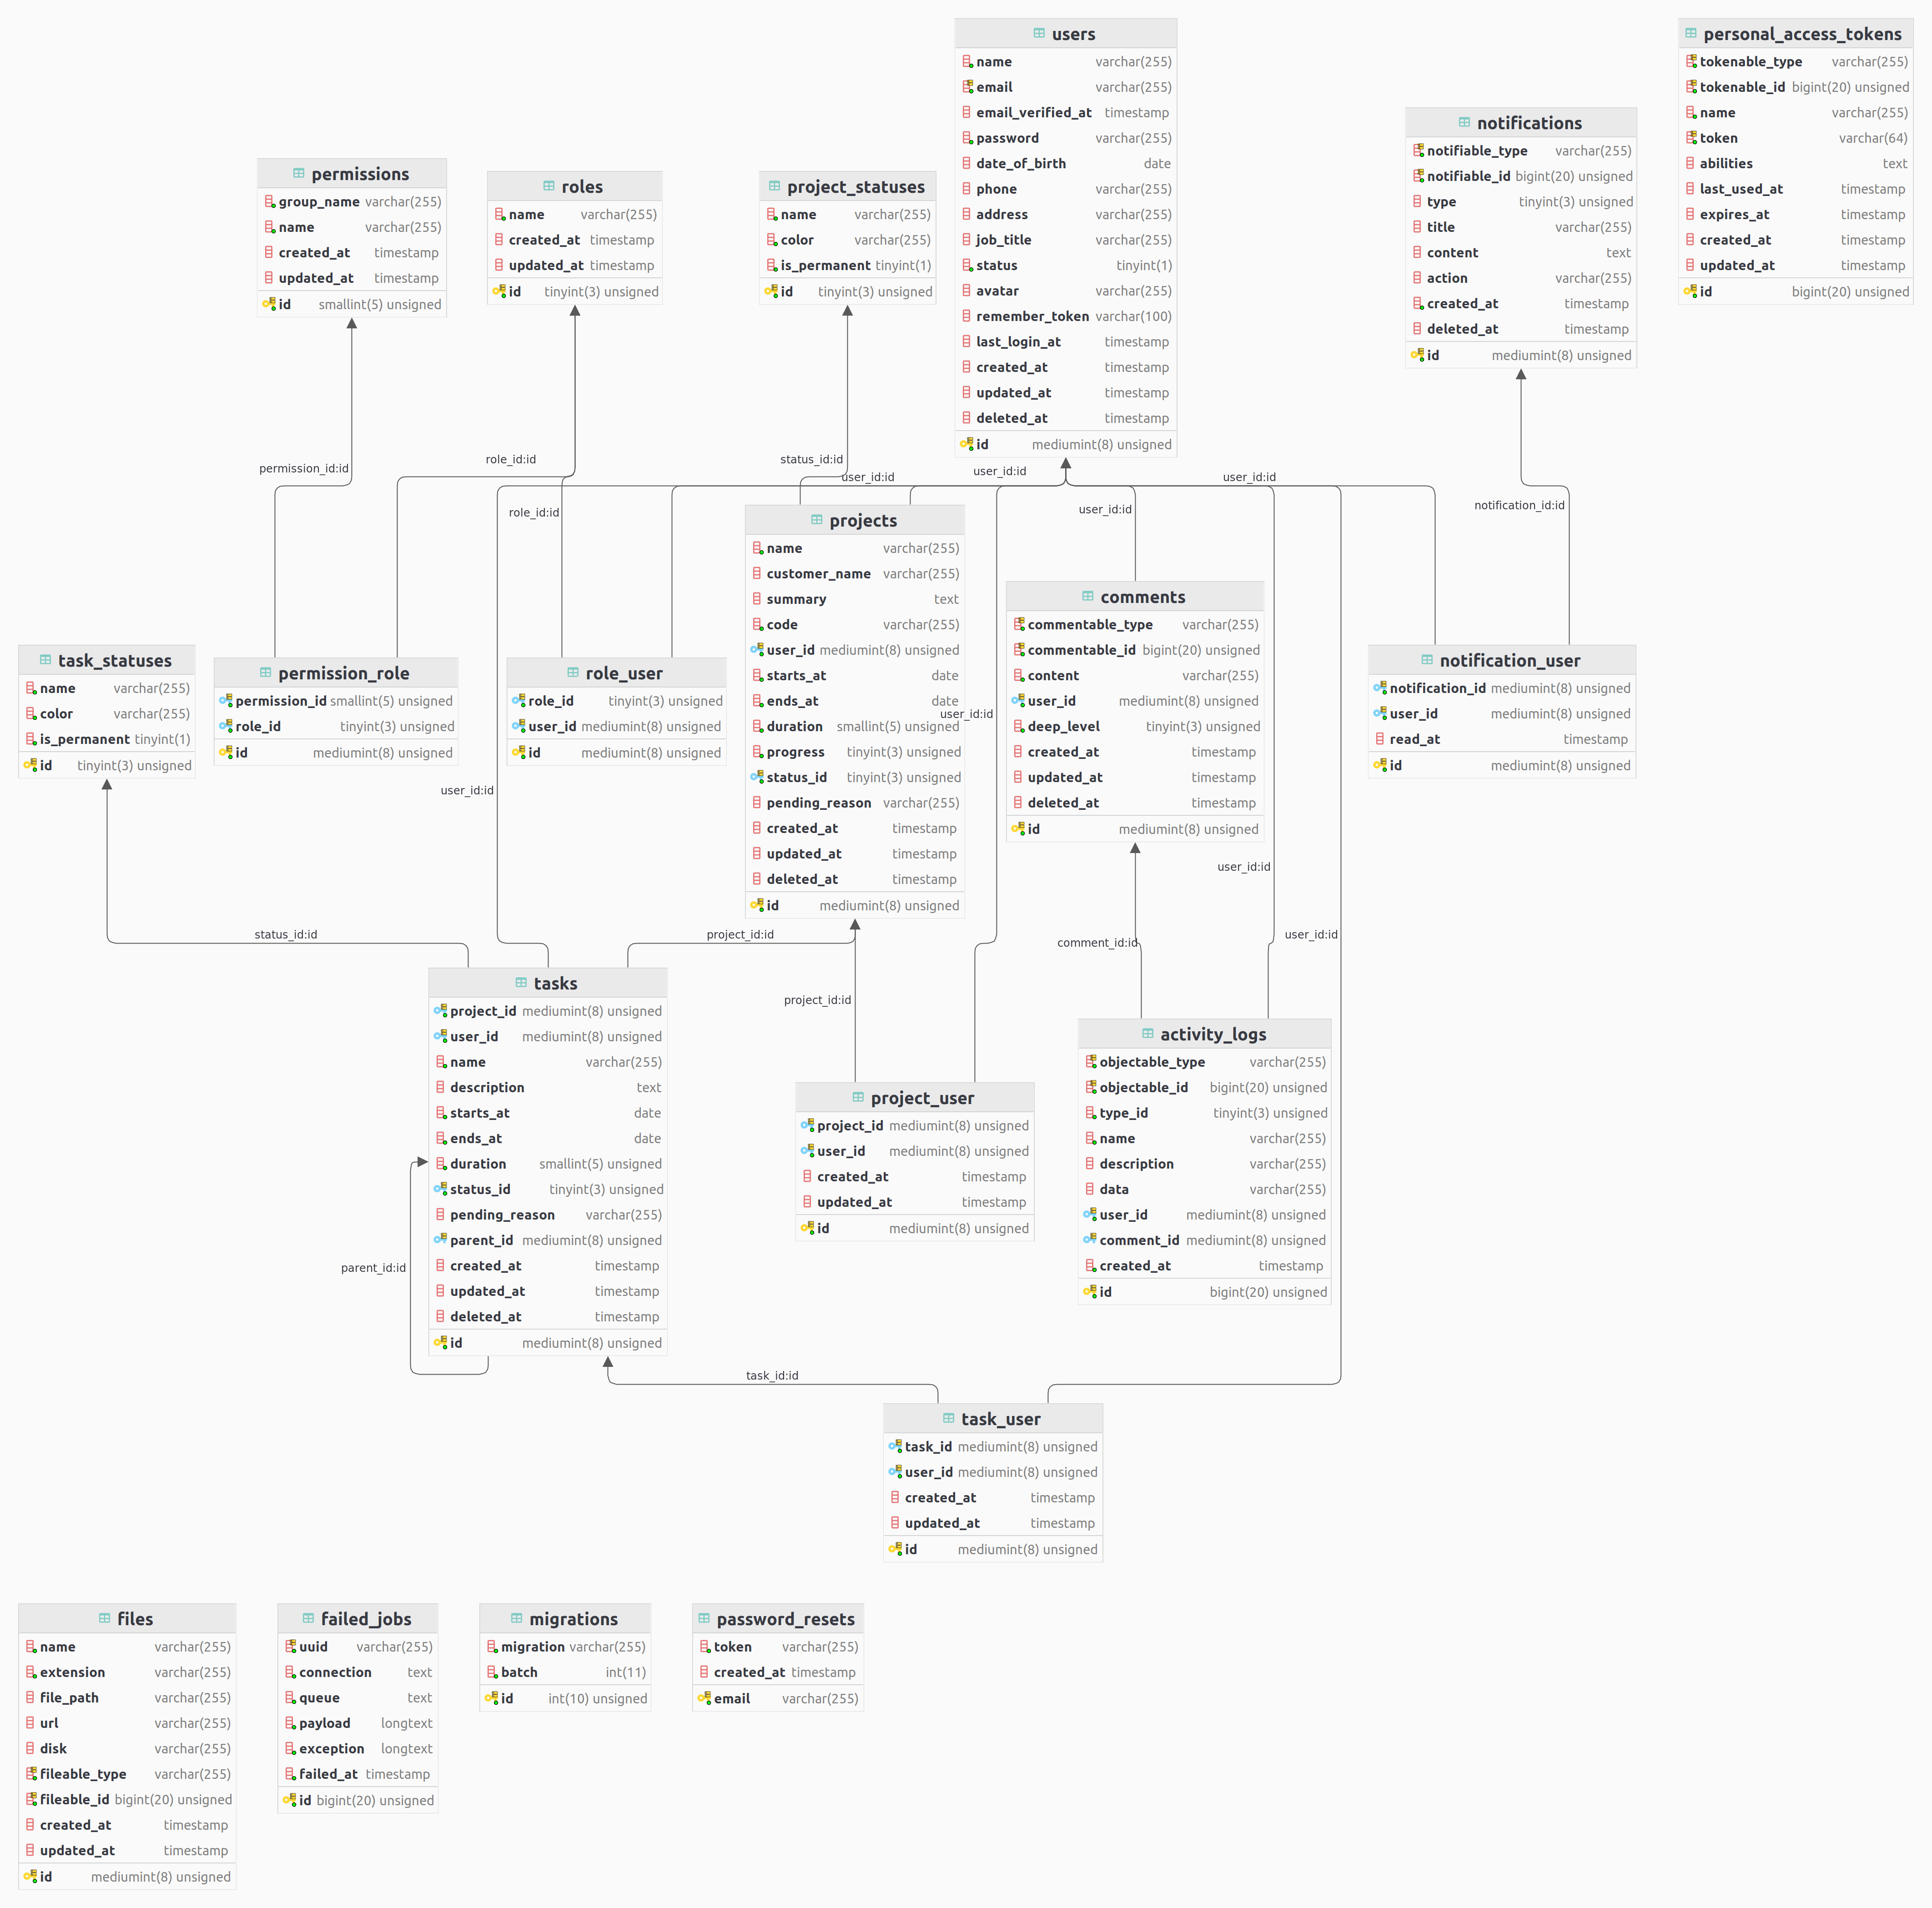 users
name varchar(255)
email varchar(255)
email_verified_at timestamp
password varchar(255)
date_of_birth date
phone varchar(255)
address varchar(255)
job_title varchar(255)
status tinyint(1)
avatar varchar(255)
remember_token varchar(100)
last_login_at timestamp
created_at timestamp
updated_at timestamp
deleted_at timestamp
id mediumint(8) unsigned
personal_access_tokens
tokenable_type varchar(255)
tokenable_id bigint(20) unsigned
name varchar(255)
token varchar(64)
abilities text
last_used_at timestamp
expires_at timestamp
created_at timestamp
updated_at timestamp
id bigint(20) unsigned
notifications
notifiable_type varchar(255)
notifiable_id bigint(20) unsigned
type tinyint(3) unsigned
title varchar(255)
content text
action varchar(255)
created_at timestamp
deleted_at timestamp
id mediumint(8) unsigned
permissions
group_name varchar(255)
name varchar(255)
created_at timestamp
updated_at timestamp
id smallint(5) unsigned
roles
name varchar(255)
created_at timestamp
updated_at timestamp
id tinyint(3) unsigned
project_statuses
name varchar(255)
color varchar(255)
is_permanent tinyint(1)
id tinyint(3) unsigned
permission_id:id
role_id:id
status_id:id
user_id:id
user_id:id
user_id:id
role_id:id
user_id:id
notification_id:id
projects
name varchar(255)
customer_name varchar(255)
summary text
code varchar(255)
user_id mediumint(8) unsigned
starts_at date
ends_at date
duration smallint(5) unsigned
progress tinyint(3) unsigned
status_id tinyint(3) unsigned
pending_reason varchar(255)
created_at timestamp
updated_at timestamp
deleted_at timestamp
id mediumint(8) unsigned
user_id:id
comments
commentable_type varchar(255)
commentable_id bigint(20) unsigned
content varchar(255)
user_id mediumint(8) unsigned
deep_level tinyint(3) unsigned
created_at timestamp
updated_at timestamp
deleted_at timestamp
id mediumint(8) unsigned
task_statuses
name varchar(255)
color varchar(255)
is_permanent tinyint(1)
id tinyint(3) unsigned
permission_role
permission_id smallint(5) unsigned
role_id tinyint(3) unsigned
id mediumint(8) unsigned
role_user
role_id tinyint(3) unsigned
user_id mediumint(8) unsigned
id mediumint(8) unsigned
notification_user
notification_id mediumint(8) unsigned
user_id mediumint(8) unsigned
read_at timestamp
id mediumint(8) unsigned
user_id:id
user_id:id
status_id:id
project_id:id
comment_id:id
user_id:id
project_id:id
tasks
project_id mediumint(8) unsigned
user_id mediumint(8) unsigned
name varchar(255)
description text
starts_at date
ends_at date
duration smallint(5) unsigned
status_id tinyint(3) unsigned
pending_reason varchar(255)
parent_id mediumint(8) unsigned
created_at timestamp
updated_at timestamp
deleted_at timestamp
id mediumint(8) unsigned
parent_id:id
project_user
project_id mediumint(8) unsigned
user_id mediumint(8) unsigned
created_at timestamp
updated_at timestamp
id mediumint(8) unsigned
activity_logs
objectable_type varchar(255)
objectable_id bigint(20) unsigned
type_id tinyint(3) unsigned
name varchar(255)
description varchar(255)
data varchar(255)
user_id mediumint(8) unsigned
comment_id mediumint(8) unsigned
created_at timestamp
id bigint(20) unsigned
task_id:id
task_user
task_id mediumint(8) unsigned
user_id mediumint(8) unsigned
created_at timestamp
updated_at timestamp
id mediumint(8) unsigned
files
name varchar(255)
extension varchar(255)
file_path varchar(255)
url varchar(255)
disk varchar(255)
fileable_type varchar(255)
fileable_id bigint(20) unsigned
created_at timestamp
updated_at timestamp
id mediumint(8) unsigned
failed_jobs
uuid varchar(255)
connection text
queue text
payload longtext
exception longtext
failed_at timestamp
id bigint(20) unsigned
migrations
migration varchar(255)
batch int(11)
id int(10) unsigned
password_resets
token varchar(255)
created_at timestamp
email varchar(255)